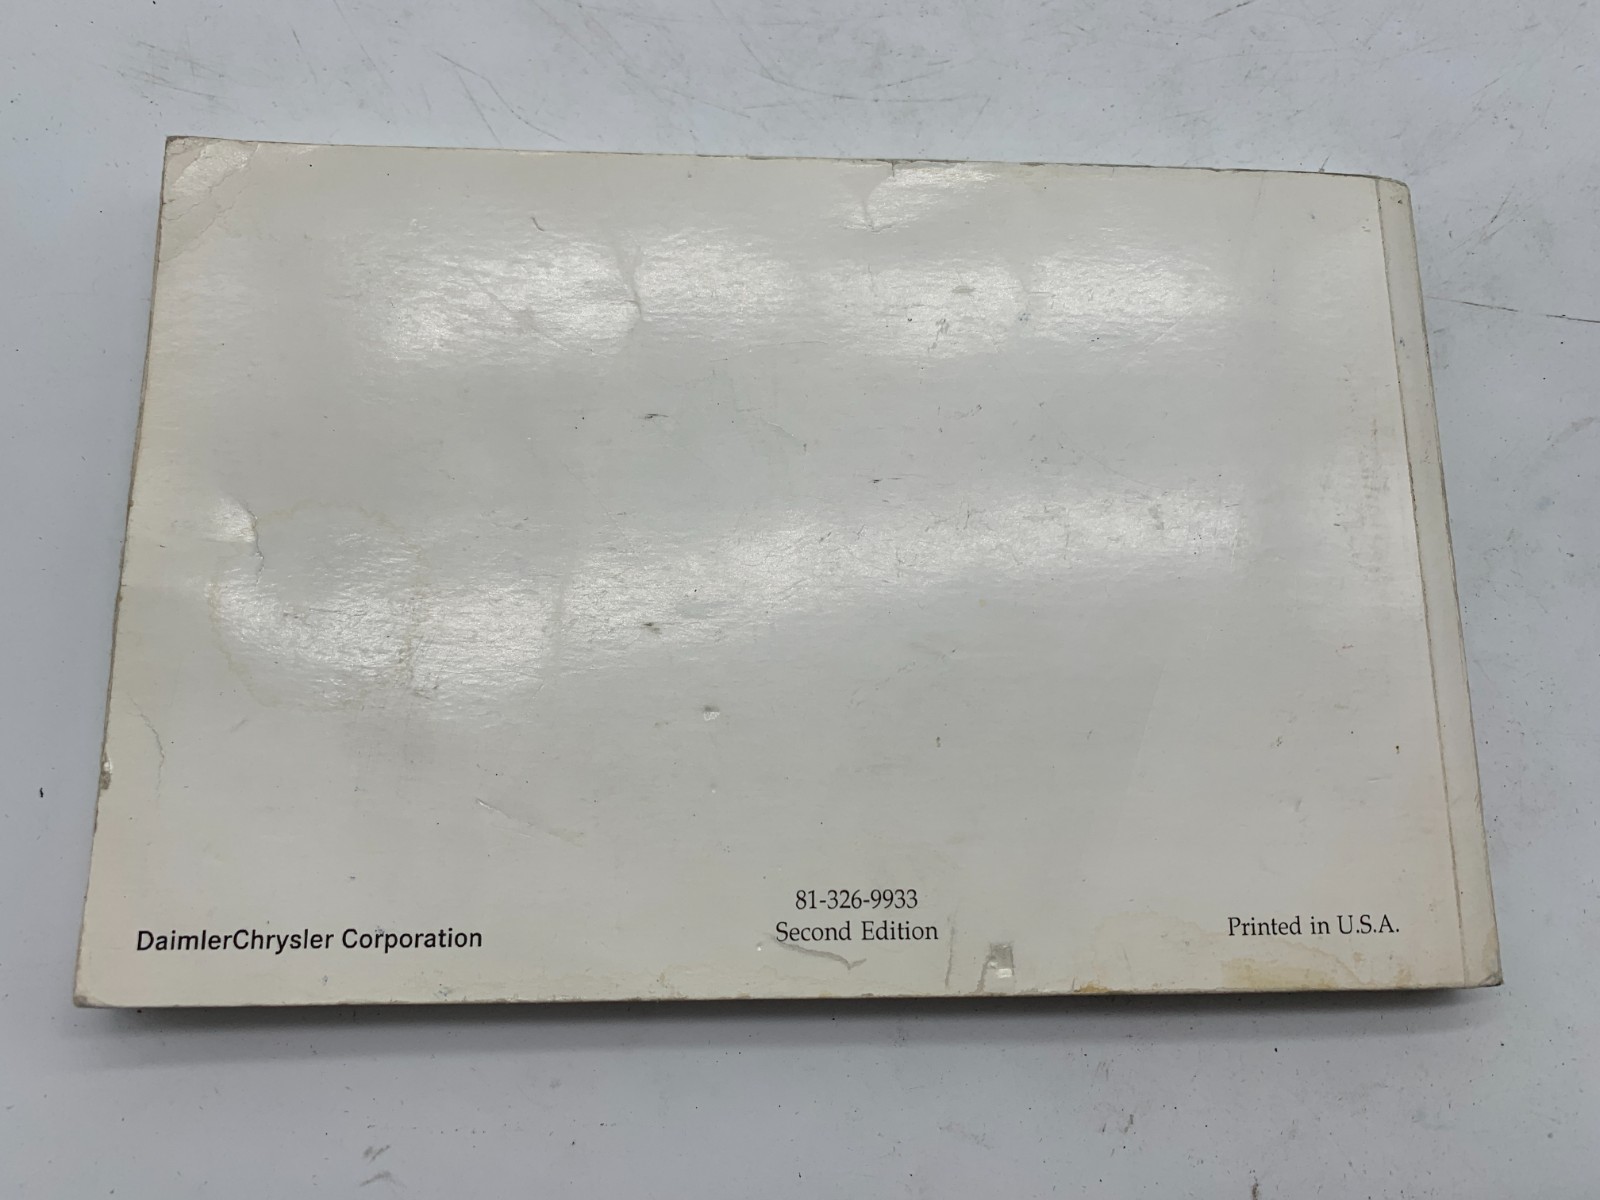 81-326-9933
Second Edition
DaimlerChrysler Corporation
Printed in U.S.A.